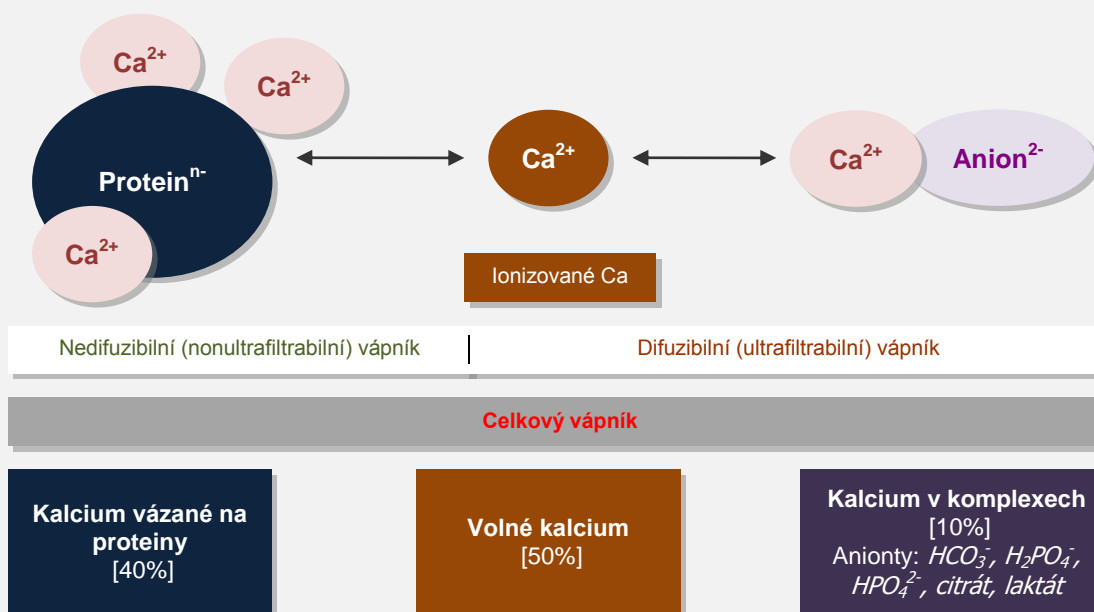 Ca²⁺
Ca²⁺
Proteinⁿ⁻
Ca²⁺
Ca²⁺
Ca²⁺
Anion²⁻
Ionizované Ca
Nedifuzibilní (nonultrafiltrabilní) vápník
Difuzibilní (ultrafiltrabilní) vápník
Celkový vápník
Kalcium vázané na
proteiny
[40%]
Volné kalcium
[50%]
Kalcium v komplexech
[10%]
Anionty: HCO₃⁻, H₂PO₄⁻,
HPO₄²⁻, citrát, laktát